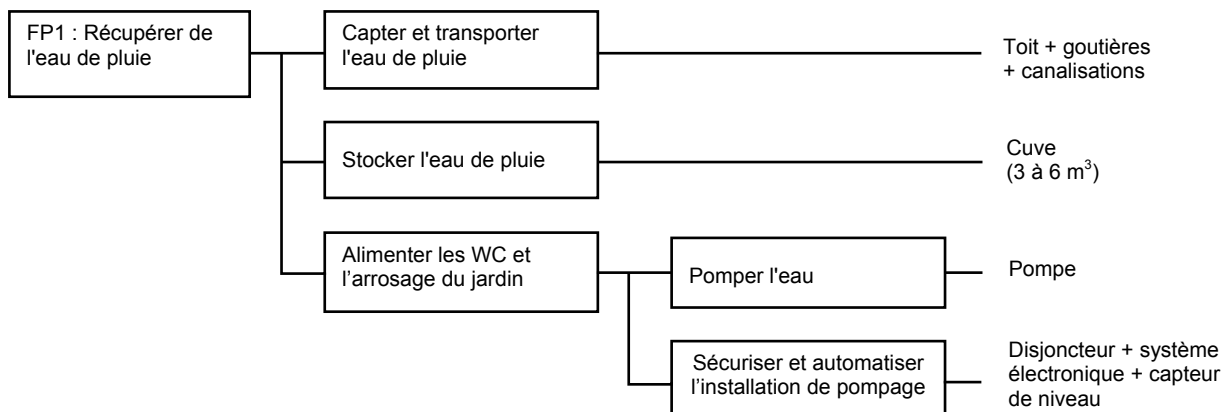 FP1 : Récupérer de
l'eau de pluie
Capter et transporter
l'eau de pluie
Toit + goutières
+ canalisations
Stocker l'eau de pluie
Cuve
(3 à 6 m³)
Alimenter les WC et
l’arrosage du jardin
Pomper l'eau
Pompe
Sécuriser et automatiser
l’installation de pompage
Disjoncteur + système
électronique + capteur
de niveau